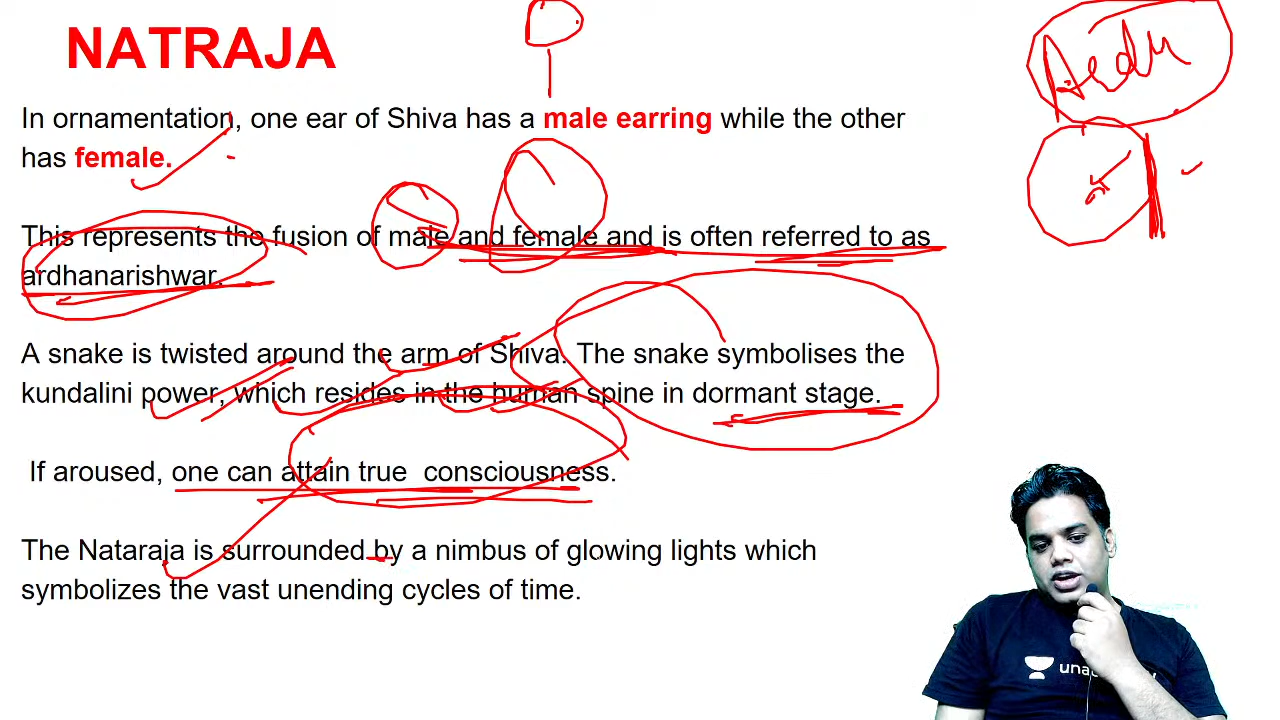 NATRAJA
In ornamentation, one ear of Shiva has a male earring while the other
has female.
This represents the fusion of male and female and is often referred to as
ardhanarishwar.
A snake is twisted around the arm of Shiva. The snake symbolises the
kundalini power, which resides in the human spine in dormant stage.
If aroused, one can attain true consciousness.
The Nataraja is surrounded by a nimbus of glowing lights which
symbolizes the vast unending cycles of time.